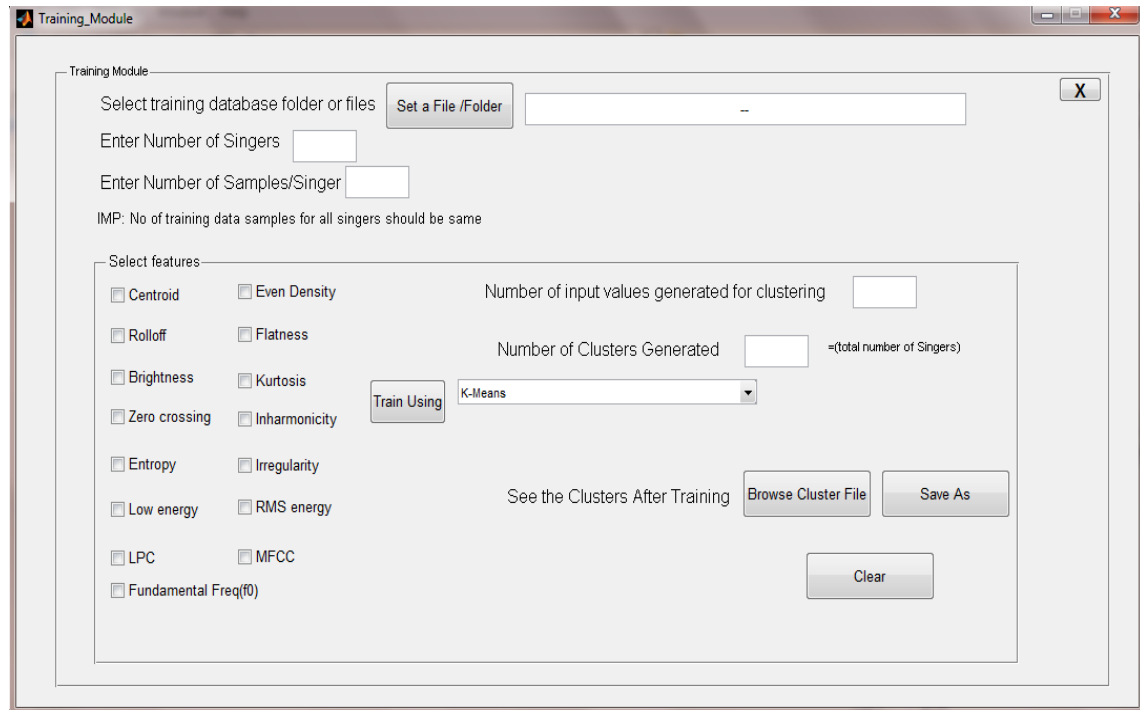 Training_Module
X
Training Module
Select training database folder or files Set a File /Folder --
X
Enter Number of Singers
Enter Number of Samples/Singer
IMP: No of training data samples for all singers should be same
Select features
Centroid Even Density Number of input values generated for clustering
Rolloff Flatness
Number of Clusters Generated =(total number of Singers)
Brightness Kurtosis
Train Using K-Means
Zero crossing Inharmonicity
Entropy Irregularity
See the Clusters After Training Browse Cluster File Save As
Low energy RMS energy
LPC MFCC
Clear
Fundamental Freq(f0)